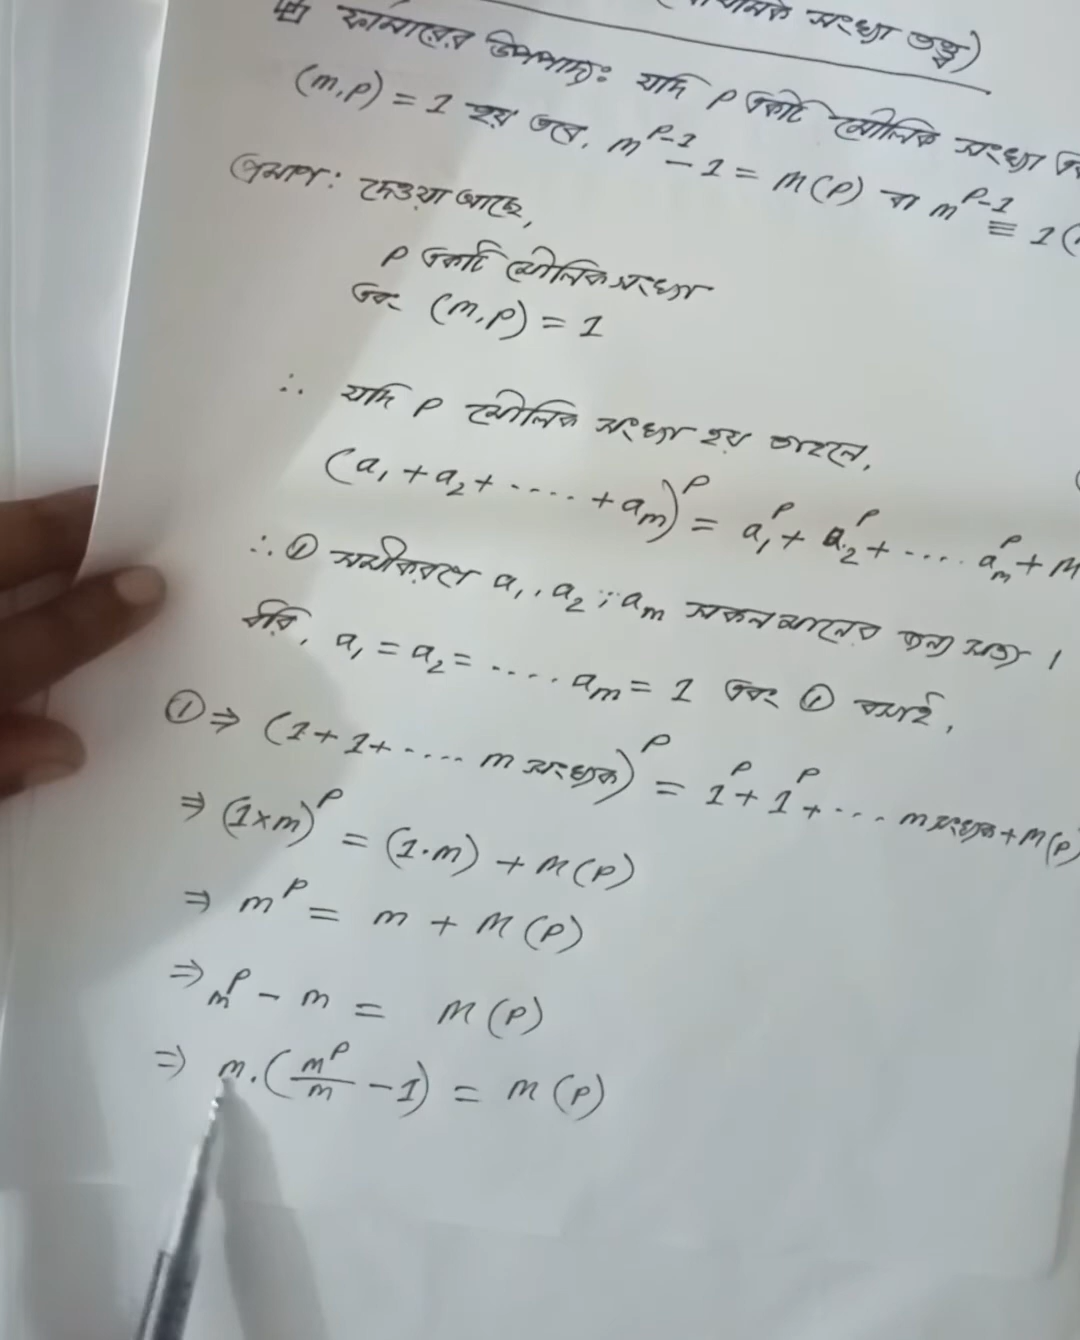 সংখ্যা তত্ত্ব)
ফার্মারের উপপাদ্য: যদি P একটি মৌলিক সংখ্যা
(m,p) = 1 হয় তবে, m^{P-1} - 1 = M(P) বা m^{P-1} ≡ 1 (
প্রমাণ: দেওয়া আছে,
P একটি মৌলিক সংখ্যা
এবং (m,p) = 1
∴ যদি P মৌলিক সংখ্যা হয় তাহলে,
(a₁ + a₂ + ..... + aₘ)^P = a₁^P + a₂^P + .... aₘ^P + M
∴ ① সমীকরণে a₁, a₂ ... aₘ সকল মানের জন্য সত্য ।
ধরি, a₁ = a₂ = ..... aₘ = 1 এবং ① বসাই,
① ⇒ (1+1+ ..... m সংখ্যক)^P = 1^P + 1^P + ... m সংখ্যক + M(P)
⇒ (1×m)^P = (1·m) + M(P)
⇒ m^P = m + M(P)
⇒ m^P - m = M(P)
⇒ m·(m^P/m - 1) = M(P)